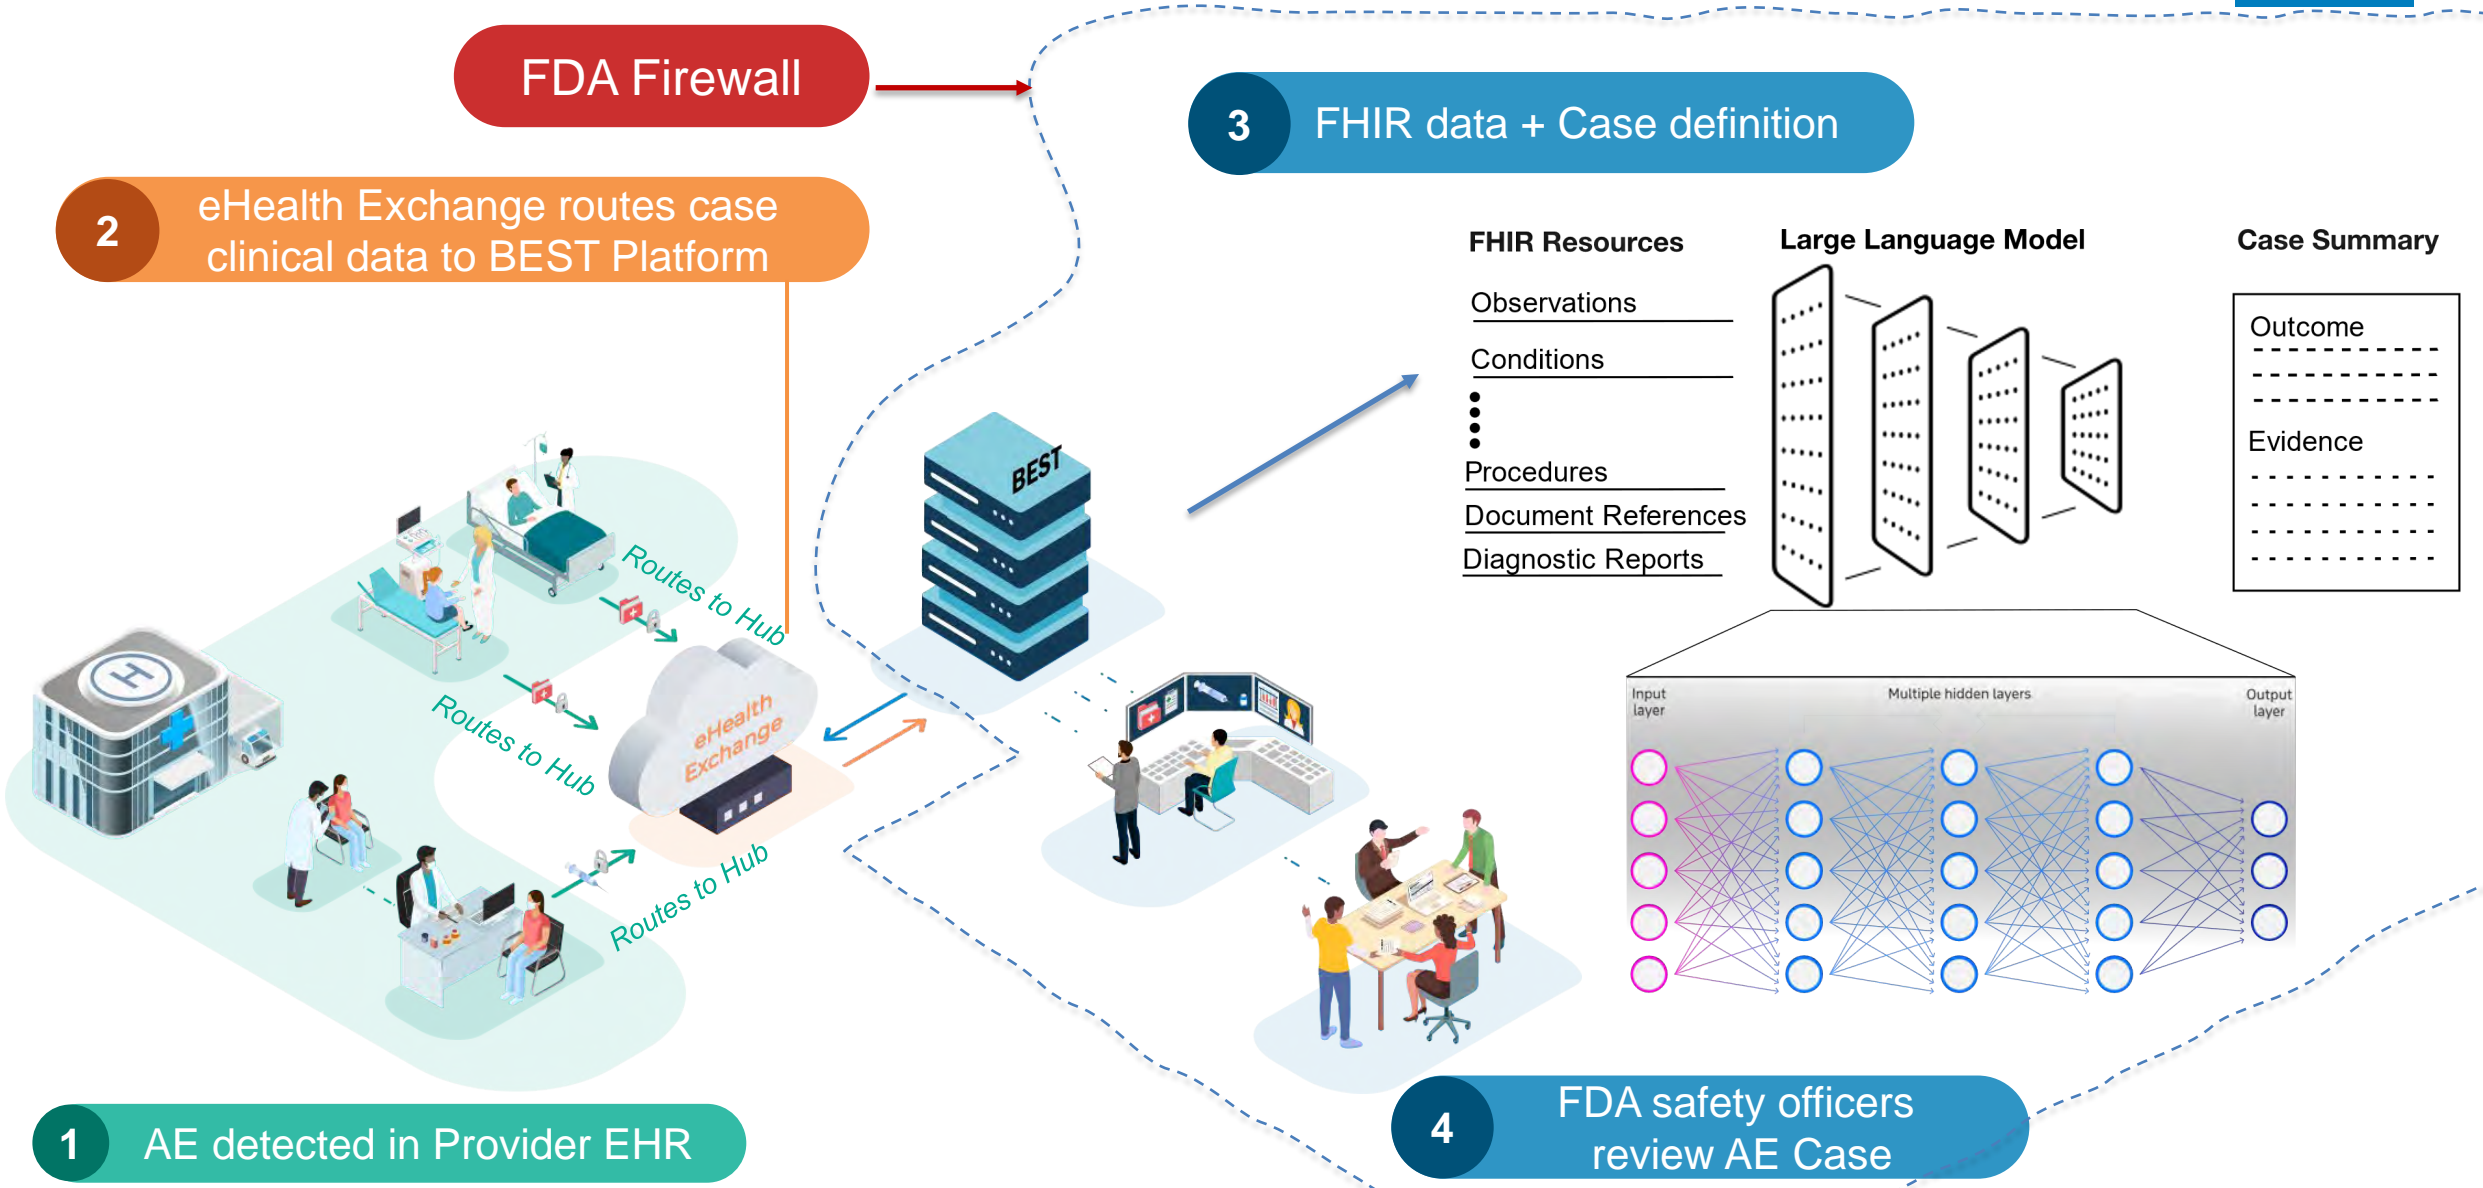 FDA Firewall
3
FHIR data + Case definition
2
eHealth Exchange routes case
clinical data to BEST Platform
FHIR Resources
Observations
Conditions
Procedures
Document References
Diagnostic Reports
Large Language Model
Case Summary
Outcome
Evidence
BEST
Routes to Hub
Routes to Hub
Routes to Hub
eHealth
Exchange
H
Input
layer
Multiple hidden layers
Output
layer
1
AE detected in Provider EHR
4
FDA safety officers
review AE Case